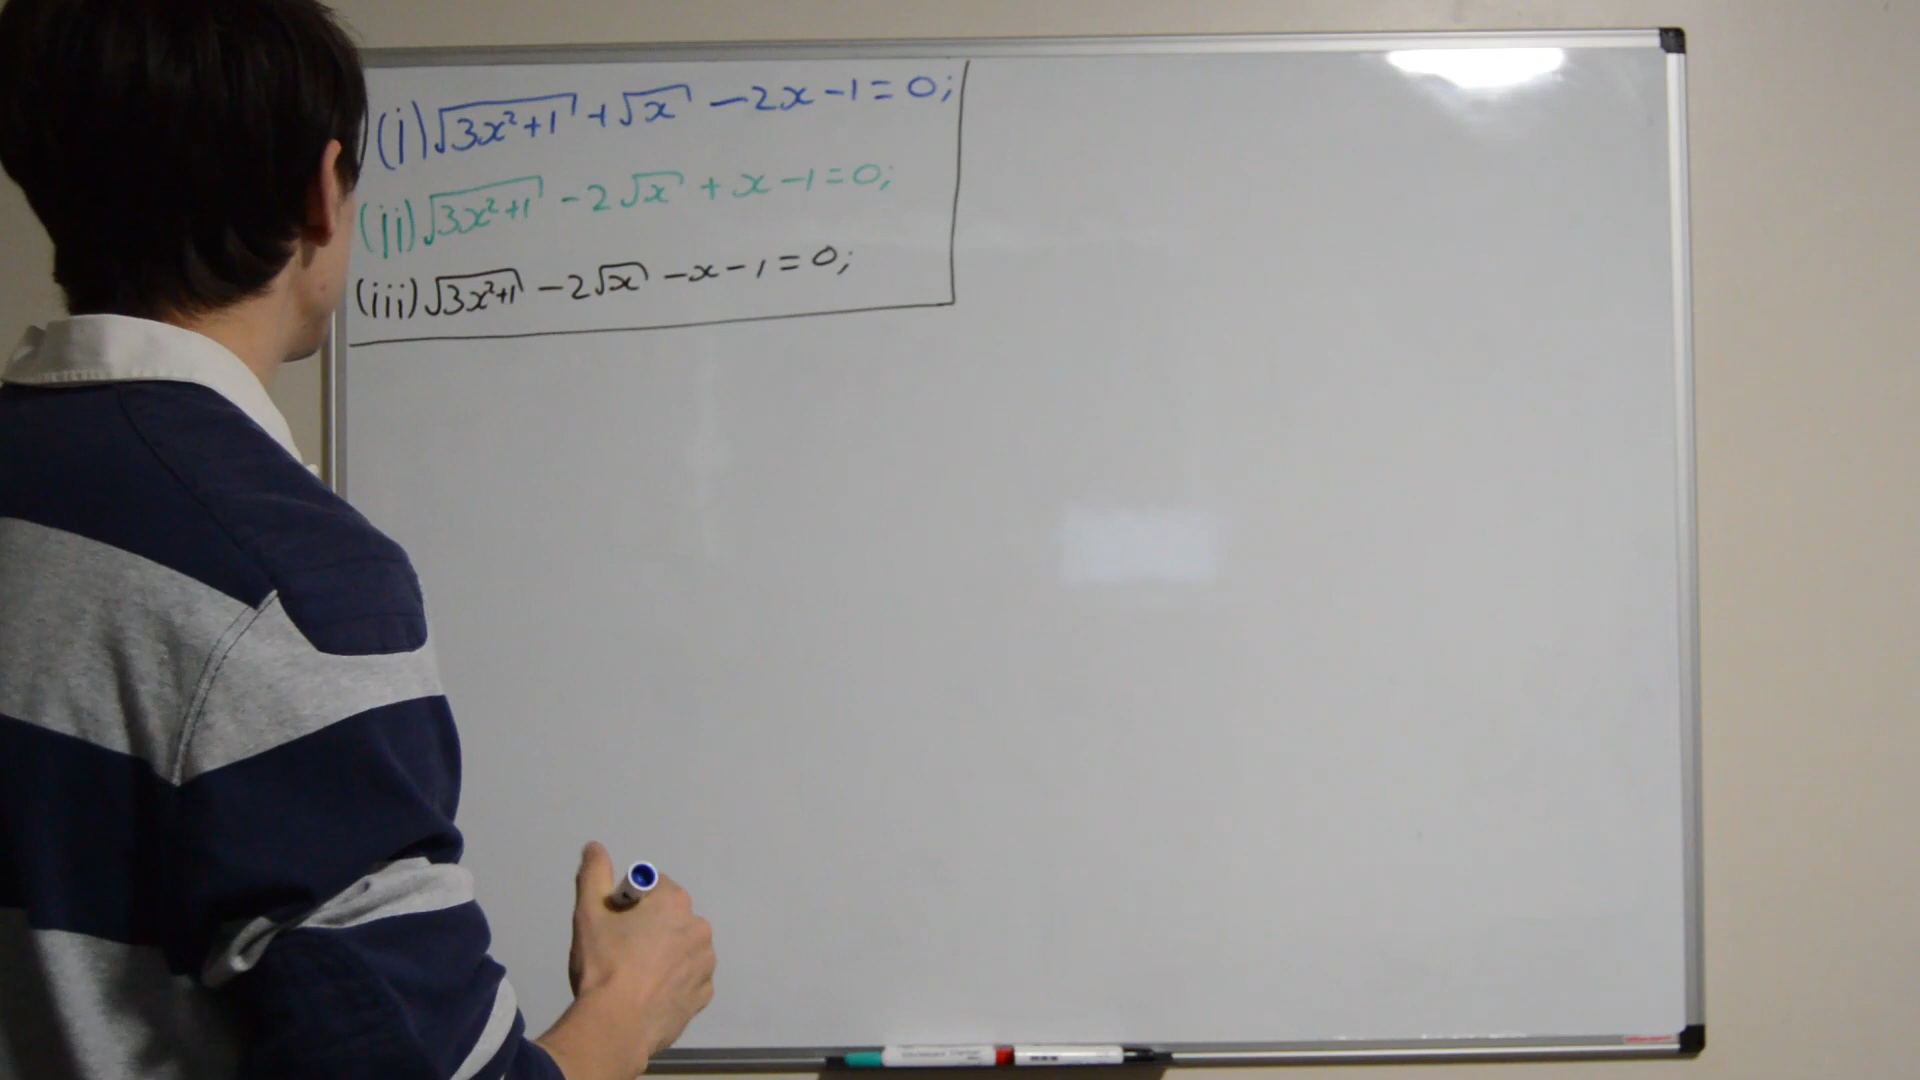 (i) √(3x²+1) + √x - 2x - 1 = 0;
(ii) √(3x²+1) - 2√x + x - 1 = 0;
(iii) √(3x²+1) - 2√x - x - 1 = 0;